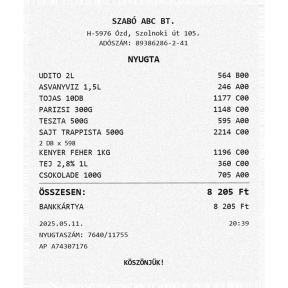 SZABÓ ABC BT.
H-5976 Ózd, Szolnoki út 105.
ADÓSZÁM: 89386286-2-41
NYUGTA
UDITO 2L 564 B00
ASVANYVIZ 1,5L 246 A00
TOJAS 10DB 1177 C00
PARIZSI 300G 1148 C00
TESZTA 500G 595 A00
SAJT TRAPPISTA 500G 2214 C00
2 DB x 598
KENYER FEHER 1KG 1196 C00
TEJ 2,8% 1L 360 C00
CSOKOLADE 100G 705 A00
ÖSSZESEN: 8 205 Ft
BANKKÁRTYA 8 205 Ft
2025.05.11. 20:39
NYUGTASZÁM: 7640/11755
AP A74307176
KÖSZÖNJÜK!